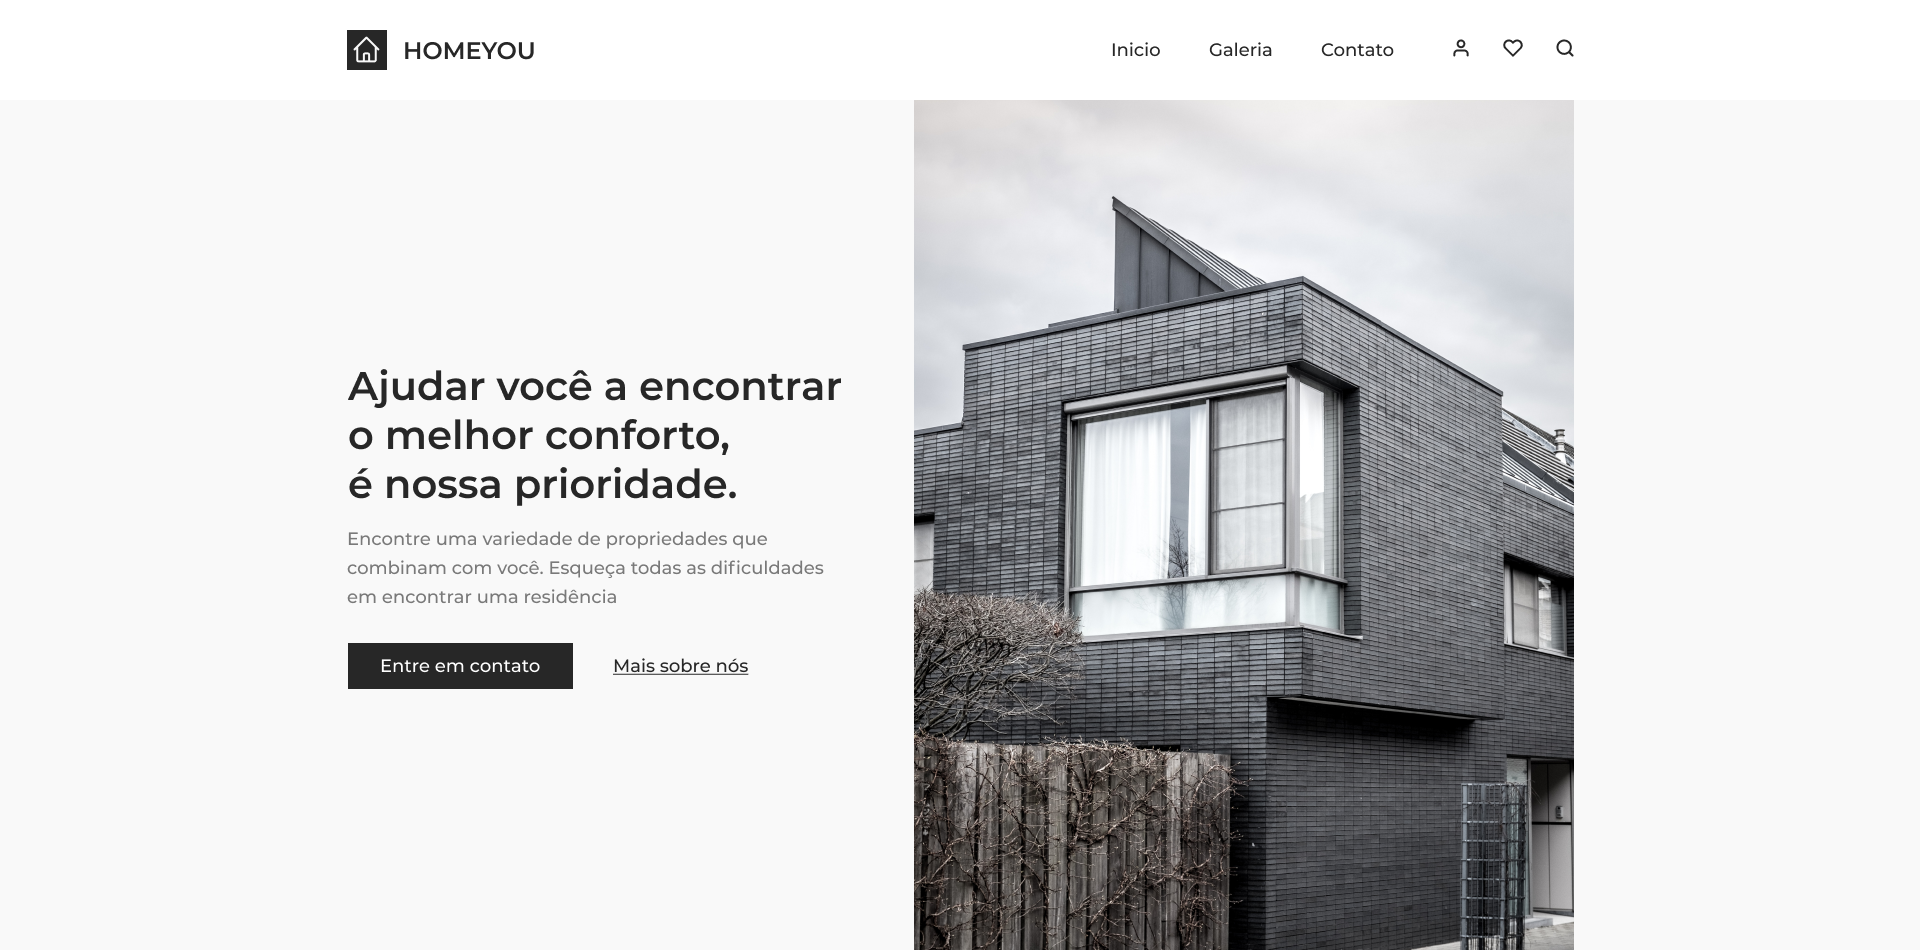 HOMEYOU
Inicio
Galeria
Contato
Ajudar você a encontrar
o melhor conforto,
é nossa prioridade.
Encontre uma variedade de propriedades que
combinam com você. Esqueça todas as dificuldades
em encontrar uma residência
Entre em contato
Mais sobre nós